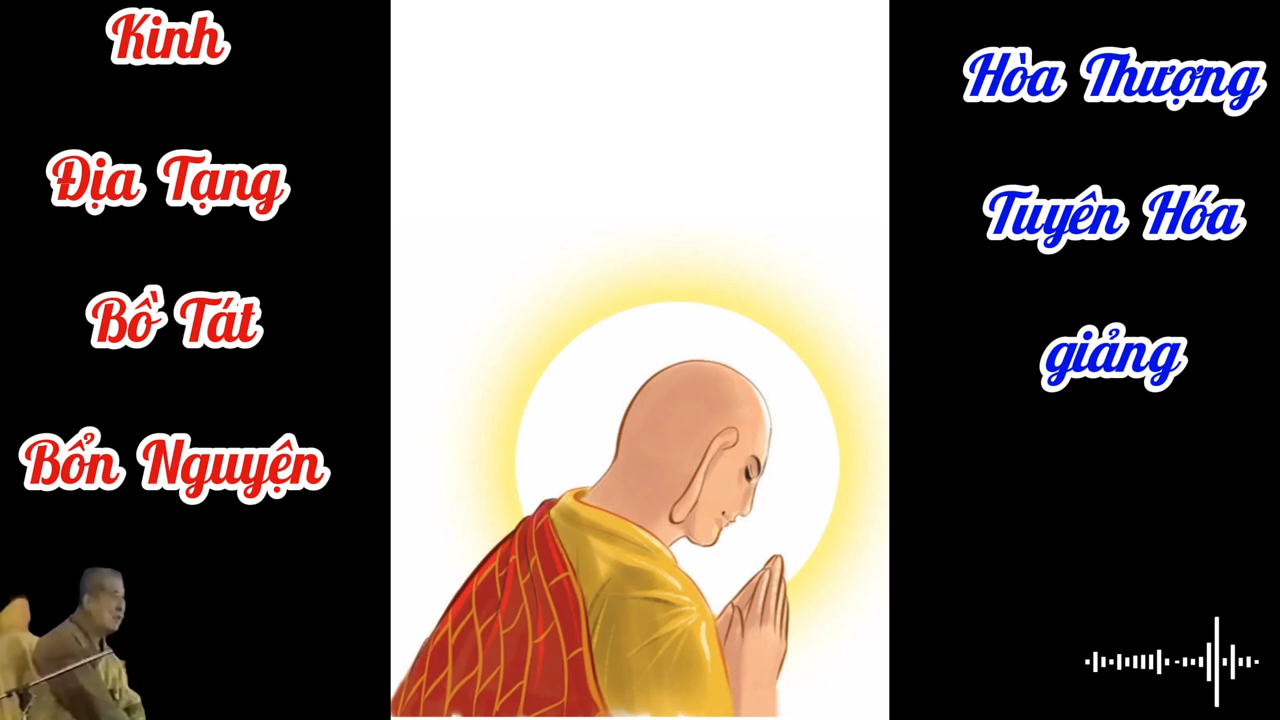 Kinh
Địa Tạng
Bồ Tát
Bổn Nguyện
Hòa Thượng
Tuyên Hóa
giảng